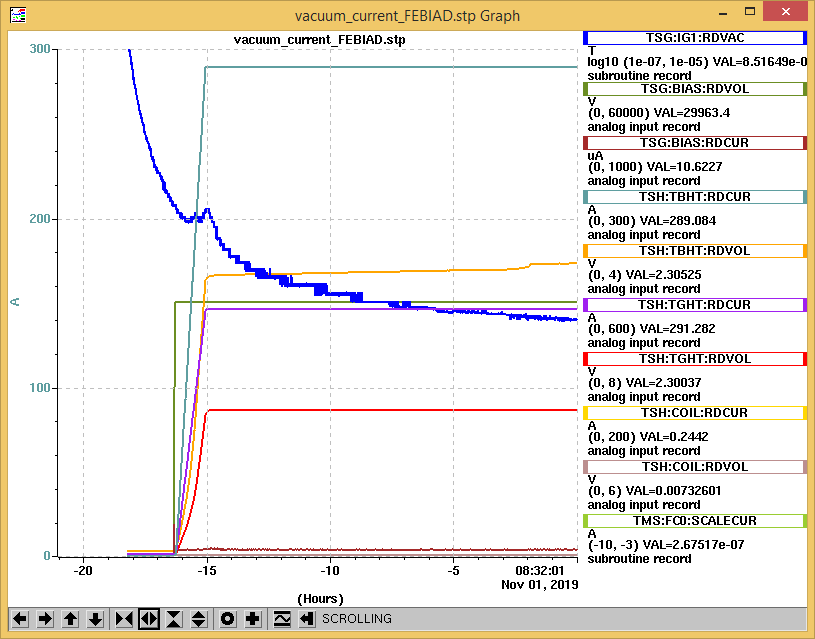 vacuum_current_FEBIAD.stp Graph
vacuum_current_FEBIAD.stp
300
200
100
0
A
-20
-15
-10
-5
08:32:01
Nov 01, 2019
(Hours)
TSG:IG1:RDVAC
T
log10 (1e-07, 1e-05) VAL=8.51649e-0
subroutine record
TSG:BIAS:RDVOL
V
(0, 60000) VAL=29963.4
analog input record
TSG:BIAS:RDCUR
uA
(0, 1000) VAL=10.6227
analog input record
TSH:TBHT:RDCUR
A
(0, 300) VAL=289.084
analog input record
TSH:TBHT:RDVOL
V
(0, 4) VAL=2.30525
analog input record
TSH:TGHT:RDCUR
A
(0, 600) VAL=291.282
analog input record
TSH:TGHT:RDVOL
V
(0, 8) VAL=2.30037
analog input record
TSH:COIL:RDCUR
A
(0, 200) VAL=0.2442
analog input record
TSH:COIL:RDVOL
V
(0, 6) VAL=0.00732601
analog input record
TMS:FC0:SCALECUR
A
(-10, -3) VAL=2.67517e-07
subroutine record
SCROLLING